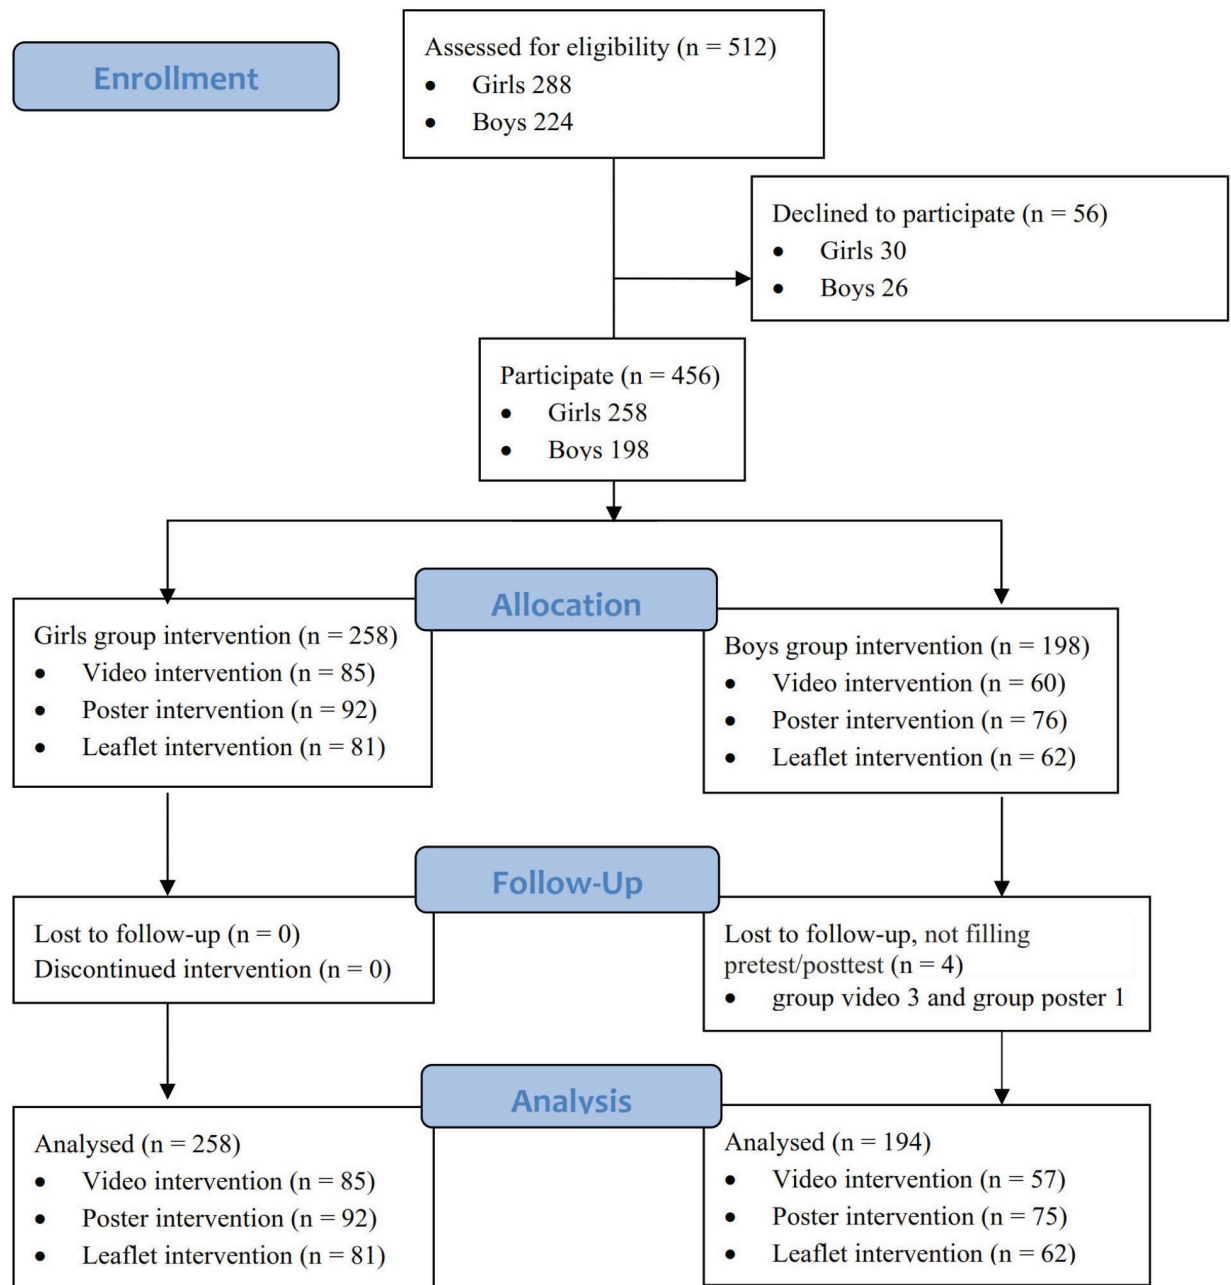 Enrollment
Assessed for eligibility (n = 512)
• Girls 288
• Boys 224
Declined to participate (n = 56)
• Girls 30
• Boys 26
Participate (n = 456)
• Girls 258
• Boys 198
Allocation
Girls group intervention (n = 258)
• Video intervention (n = 85)
• Poster intervention (n = 92)
• Leaflet intervention (n = 81)
Boys group intervention (n = 198)
• Video intervention (n = 60)
• Poster intervention (n = 76)
• Leaflet intervention (n = 62)
Follow-Up
Lost to follow-up (n = 0)
Discontinued intervention (n = 0)
Lost to follow-up, not filling
pretest/posttest (n = 4)
• group video 3 and group poster 1
Analysis
Analysed (n = 258)
• Video intervention (n = 85)
• Poster intervention (n = 92)
• Leaflet intervention (n = 81)
Analysed (n = 194)
• Video intervention (n = 57)
• Poster intervention (n = 75)
• Leaflet intervention (n = 62)